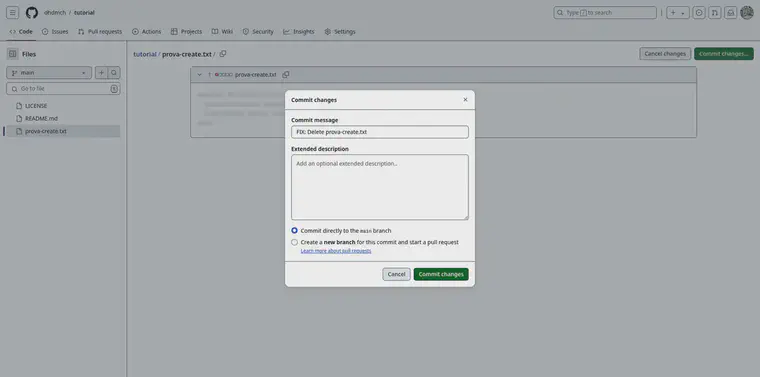 dhdmch / tutorial
Type / to search
Code
Issues
Pull requests
Actions
Projects
Wiki
Security
Insights
Settings
Files
main
Go to file
LICENSE
README.md
prova-create.txt
tutorial / prova-create.txt /
Cancel changes
Commit changes...
prova-create.txt
Commit changes
Commit message
FIX: Delete prova-create.txt
Extended description
Add an optional extended description..
Commit directly to the main branch
Create a new branch for this commit and start a pull request
Learn more about pull requests
Cancel
Commit changes